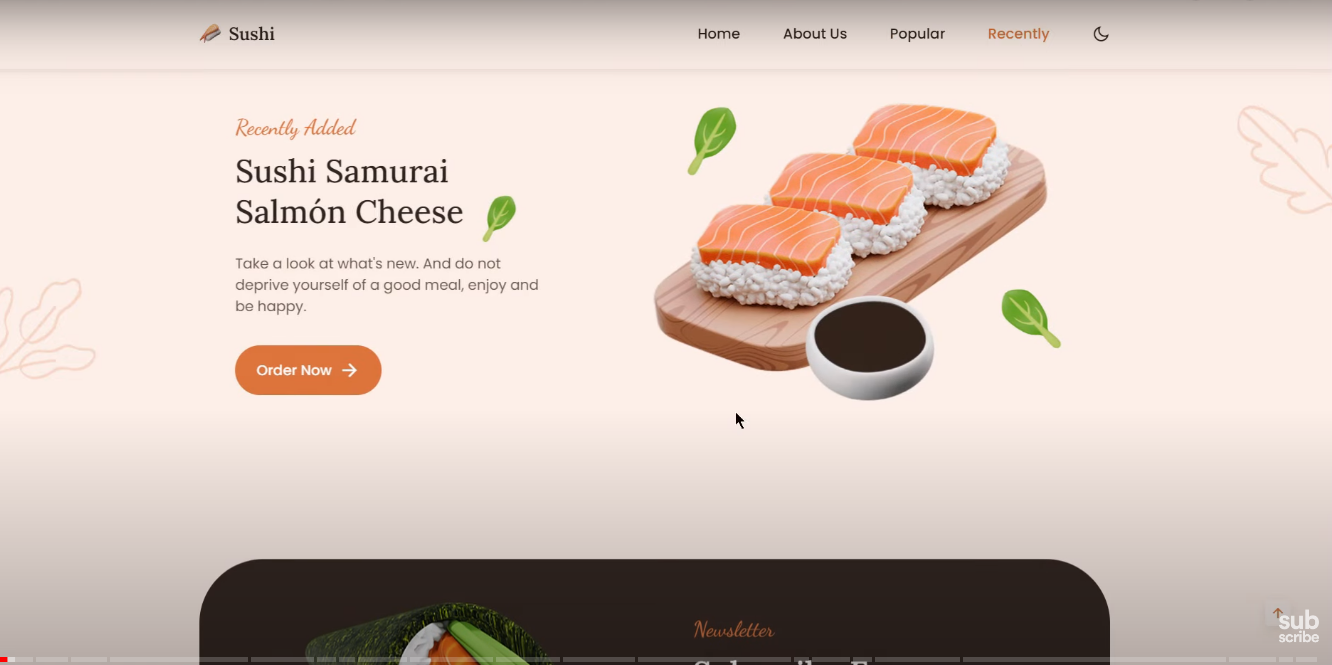 Sushi
Home
About Us
Popular
Recently
Recently Added
Sushi Samurai
Salmón Cheese
Take a look at what's new. And do not
deprive yourself of a good meal, enjoy and
be happy.
Order Now
Newsletter
sub
scribe